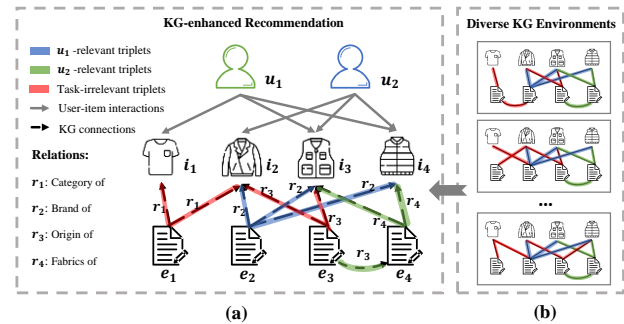 KG-enhanced Recommendation
u1 -relevant triplets
u2 -relevant triplets
Task-irrelevant triplets
User-item interactions
KG connections
Relations:
r1: Category of
r2: Brand of
r3: Origin of
r4: Fabrics of
u1
u2
i1
i2
i3
i4
r1
r1
r2
r3
r2
r3
r2
r4
r4
r3
e1
e2
e3
e4
(a)
Diverse KG Environments
...
(b)